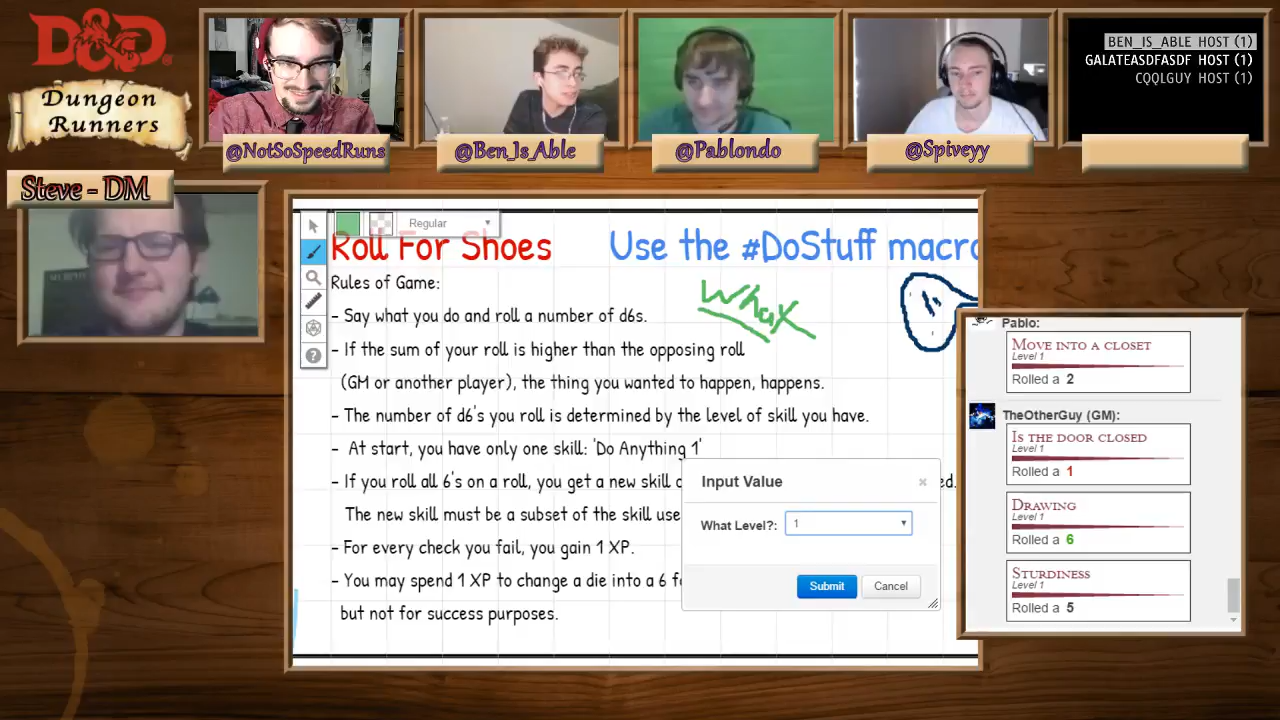 D&D
Dungeon
Runners
@NotSoSpeedRuns
@Ben_Is_Able
@Pablondo
@Spiveyy
BEN_IS_ABLE HOST (1)
GALATEASDFASDF HOST (1)
CQQLGUY HOST (1)
Steve - DM
Regular
Roll For Shoes
Use the #DoStuff macro
Rules of Game:
- Say what you do and roll a number of d6s.
- If the sum of your roll is higher than the opposing roll
(GM or another player), the thing you wanted to happen, happens.
- The number of d6's you roll is determined by the level of skill you have.
- At start, you have only one skill: 'Do Anything 1'
- If you roll all 6's on a roll, you get a new skill
The new skill must be a subset of the skill use
- For every check you fail, you gain 1 XP.
- You may spend 1 XP to change a die into a 6
but not for success purposes.
What
Input Value
×
What Level?:
1
Submit
Cancel
Pablo:
MOVE INTO A CLOSET
Level 1
Rolled a 2
TheOtherGuy (GM):
IS THE DOOR CLOSED
Level 1
Rolled a 1
DRAWING
Level 1
Rolled a 6
STURDINESS
Level 1
Rolled a 5